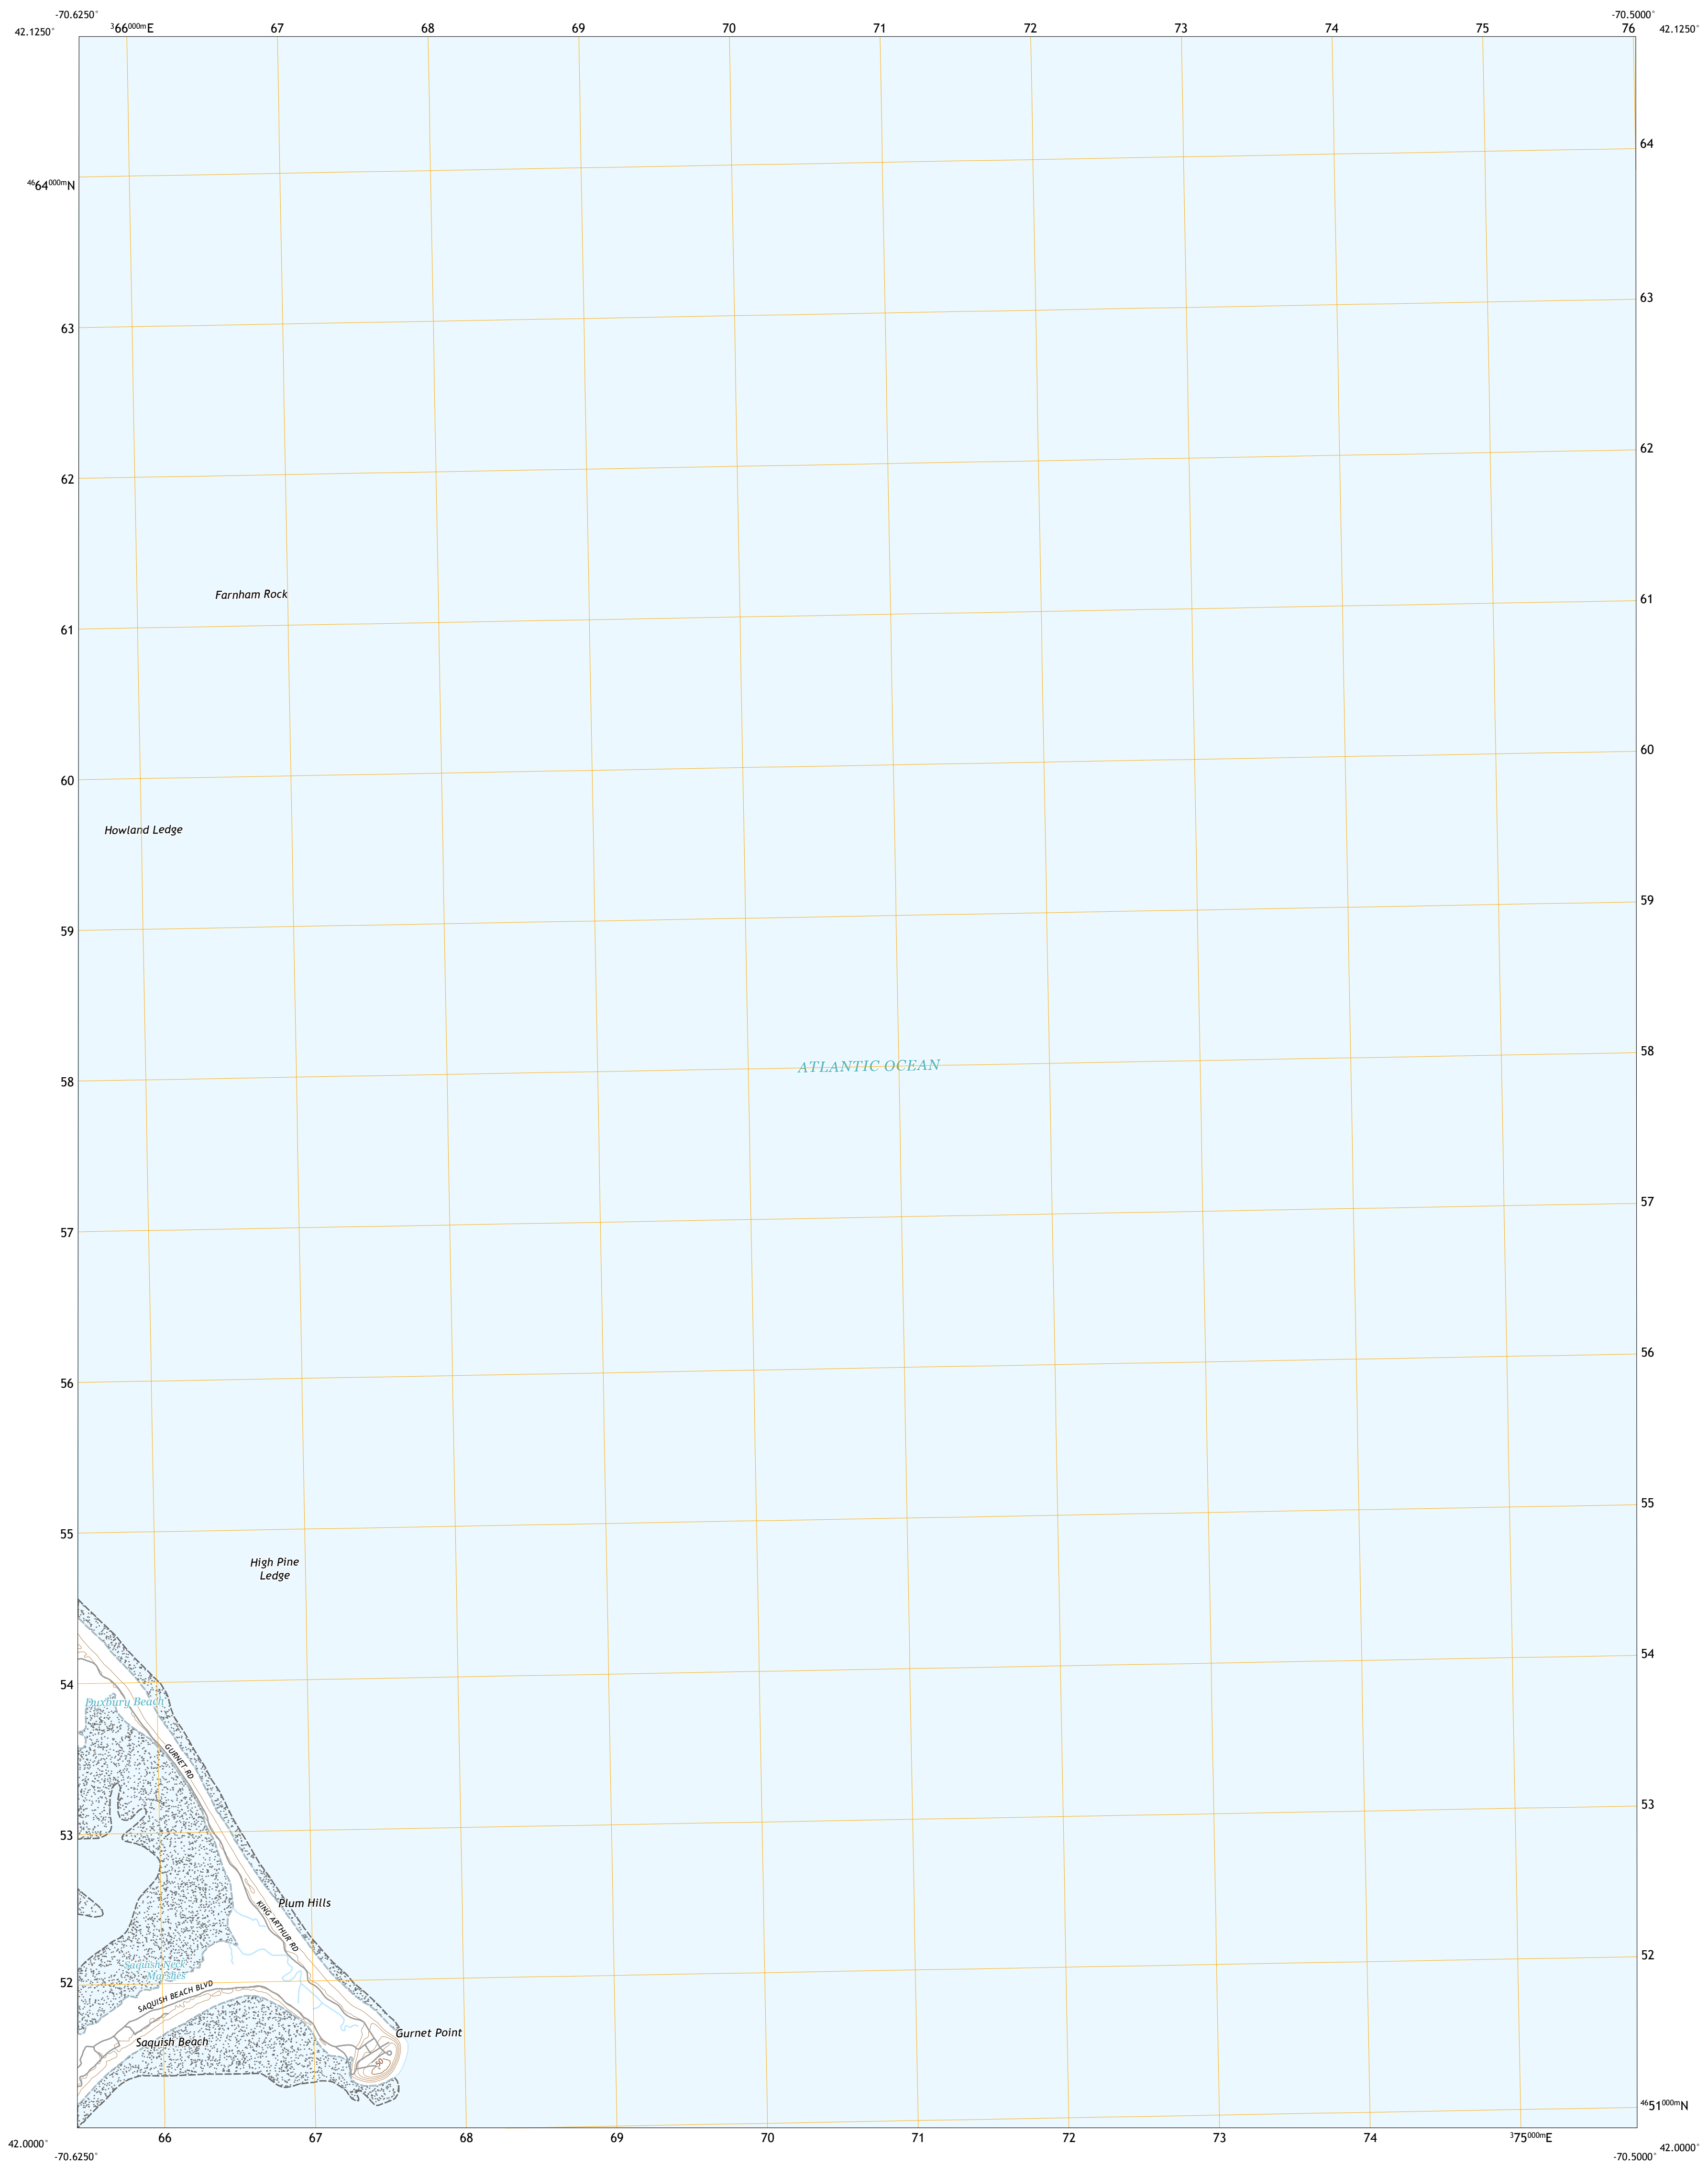 -70.6250° -70.5000°
42.1250° ³66⁰⁰⁰ᵐE 67 68 69 70 71 72 73 74 75 76 42.1250°
64
⁴⁶64⁰⁰⁰ᵐN
63
63
62
62
Farnham Rock
61
61
60
60
Howland Ledge
59
59
58
ATLANTIC OCEAN
58
57
57
56
56
55
55
High Pine
Ledge
54
54
Duxbury Beach
GURNET RD
53
53
Plum Hills
KING ARTHUR RD
52
Saquish Neck
Marshes
52
SAQUISH BEACH BLVD
Gurnet Point
Saquish Beach
50
⁴⁶51⁰⁰⁰ᵐN
42.0000° 66 67 68 69 70 71 72 73 74 ³75⁰⁰⁰ᵐE 42.0000°
-70.6250° -70.5000°